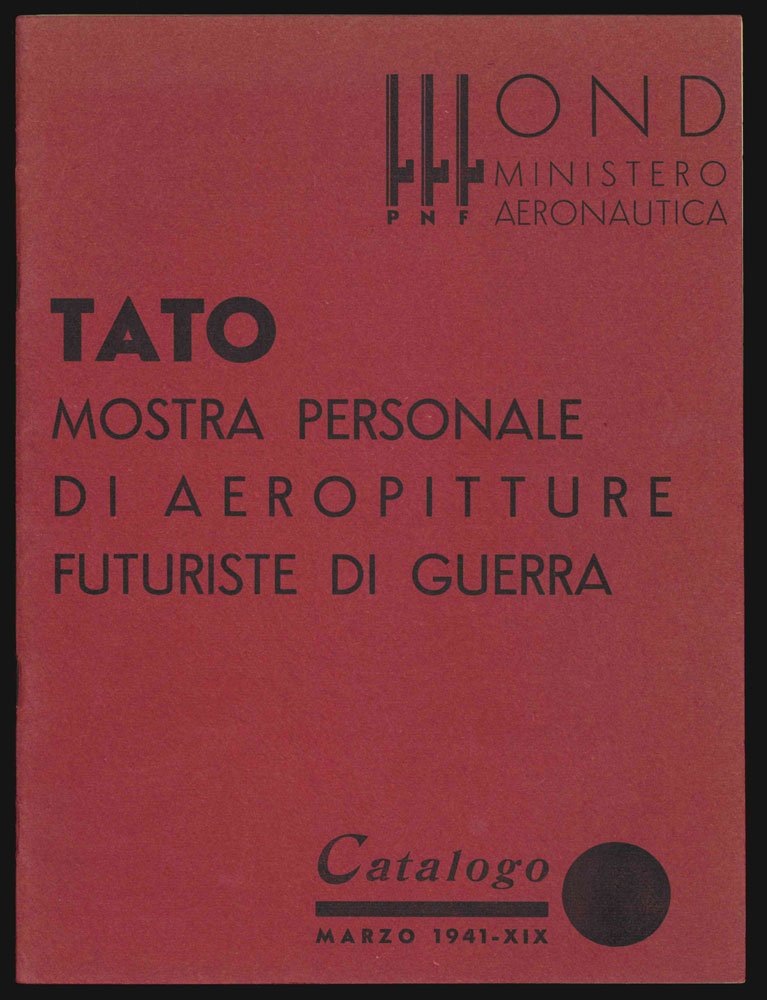 OND
MINISTERO
AERONAUTICA
PNF
TATO
MOSTRA PERSONALE
DI AEROPITTURE
FUTURISTE DI GUERRA
Catalogo
MARZO 1941-XIX